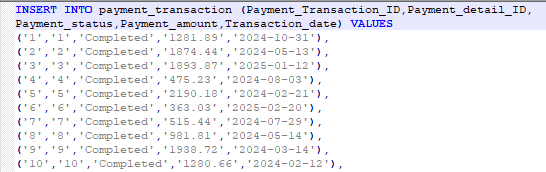 INSERT INTO payment_transaction (Payment_Transaction_ID,Payment_detail_ID,
Payment_status,Payment_amount,Transaction_date) VALUES
('1','1','Completed','1281.89','2024-10-31'),
('2','2','Completed','1874.44','2024-05-13'),
('3','3','Completed','1893.87','2025-01-12'),
('4','4','Completed','475.23','2024-08-03'),
('5','5','Completed','2190.18','2024-02-21'),
('6','6','Completed','363.03','2025-02-20'),
('7','7','Completed','515.44','2024-07-29'),
('8','8','Completed','981.81','2024-05-14'),
('9','9','Completed','1938.72','2024-03-14'),
('10','10','Completed','1280.66','2024-02-12'),